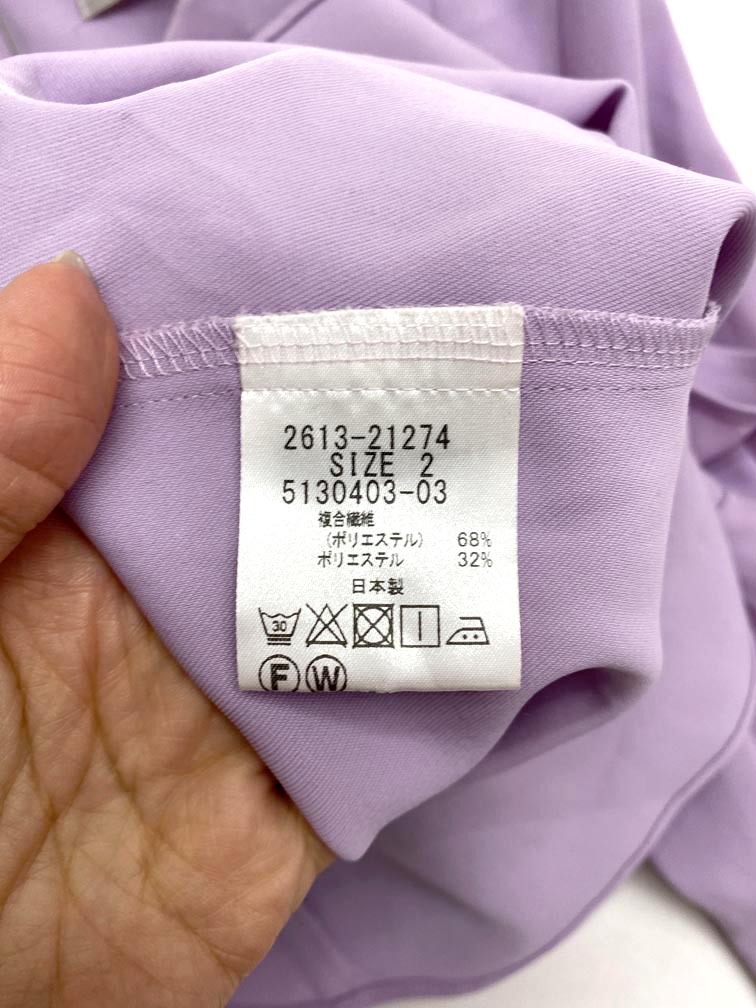 2613-21274
SIZE 2
5130403-03
複合繊維
(ポリエステル) 68%
ポリエステル 32%
日本製
30
F W